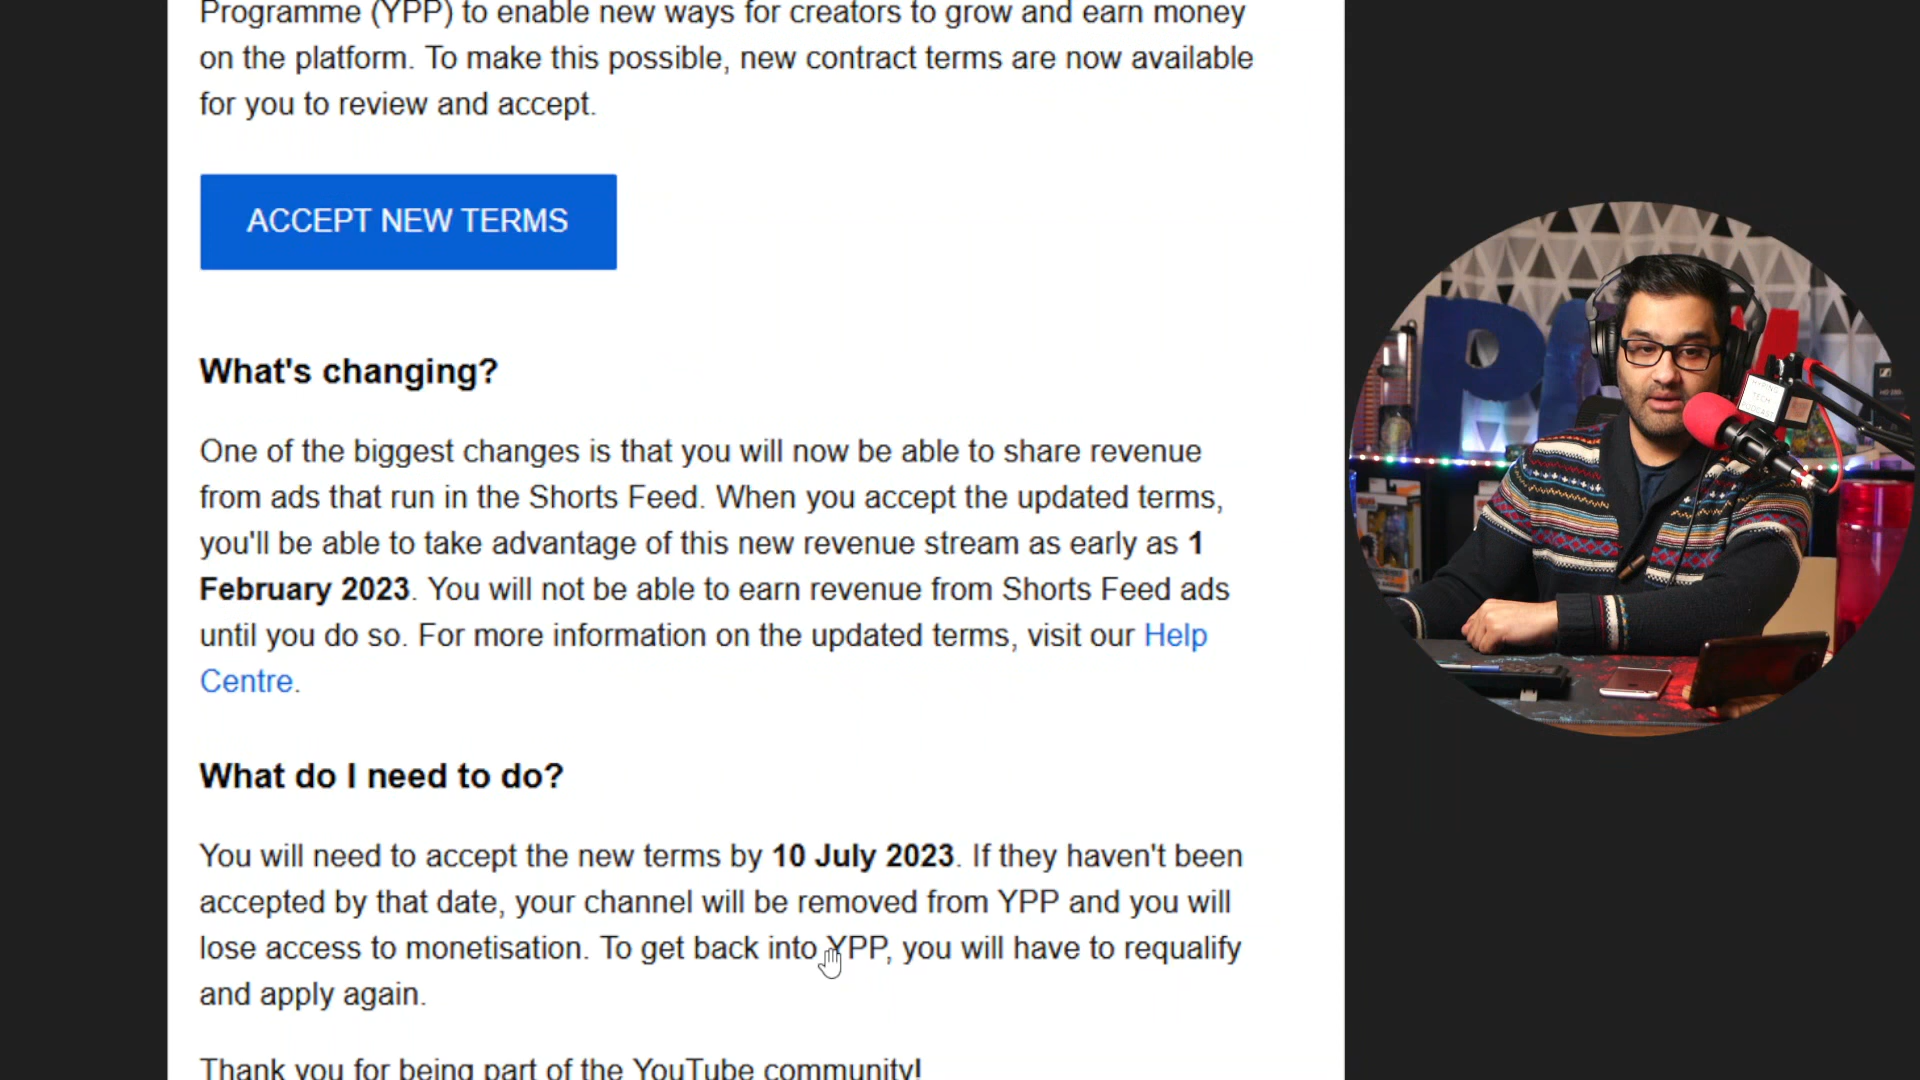 Programme (YPP) to enable new ways for creators to grow and earn money
on the platform. To make this possible, new contract terms are now available
for you to review and accept.
ACCEPT NEW TERMS
What's changing?
One of the biggest changes is that you will now be able to share revenue
from ads that run in the Shorts Feed. When you accept the updated terms,
you'll be able to take advantage of this new revenue stream as early as 1
February 2023. You will not be able to earn revenue from Shorts Feed ads
until you do so. For more information on the updated terms, visit our Help
Centre.
What do I need to do?
You will need to accept the new terms by 10 July 2023. If they haven't been
accepted by that date, your channel will be removed from YPP and you will
lose access to monetisation. To get back into YPP, you will have to requalify
and apply again.
Thank you for being part of the YouTube community!
TECH
PODCAST